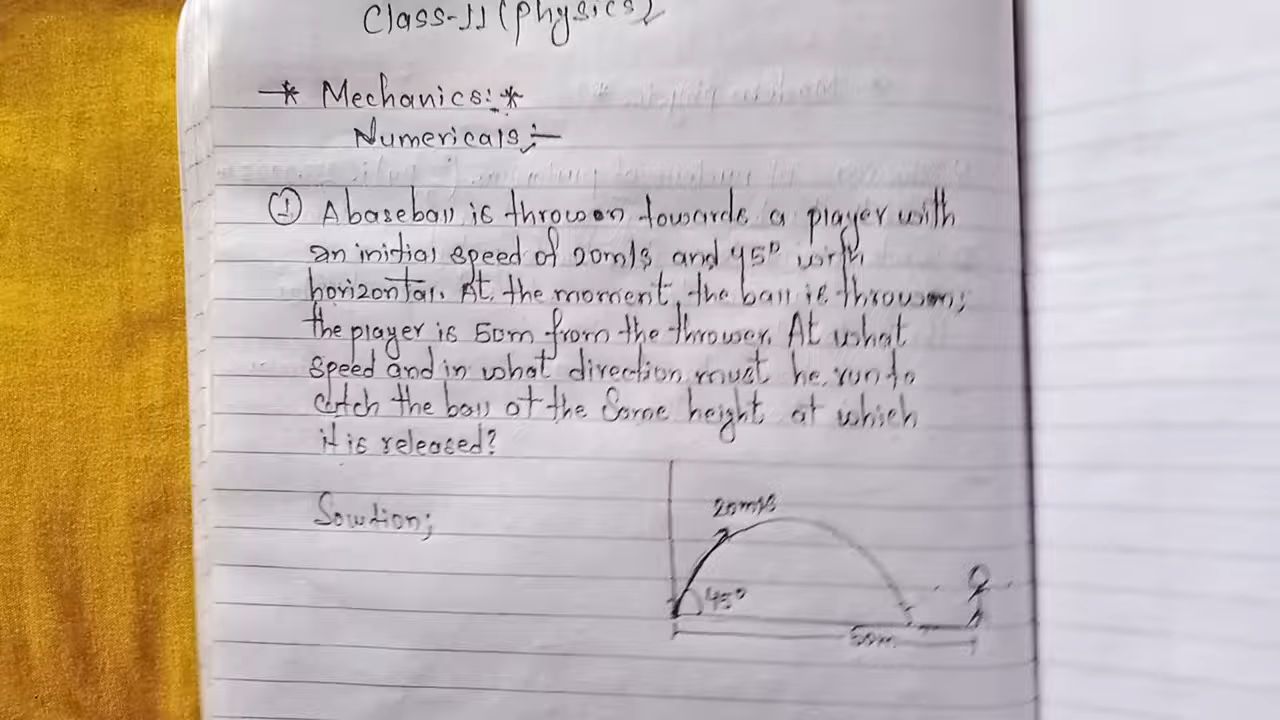 Class-11 (Physics)
* Mechanics: *
Numericals:-
① A baseball is thrown towards a player with
an initial speed of 20m/s and 45° with
horizontal. At the moment, the ball is thrown;
the player is 50m from the thrower. At what
speed and in what direction must he run to
catch the ball at the same height at which
it is released?
Solution;
20m/s
45°
50m